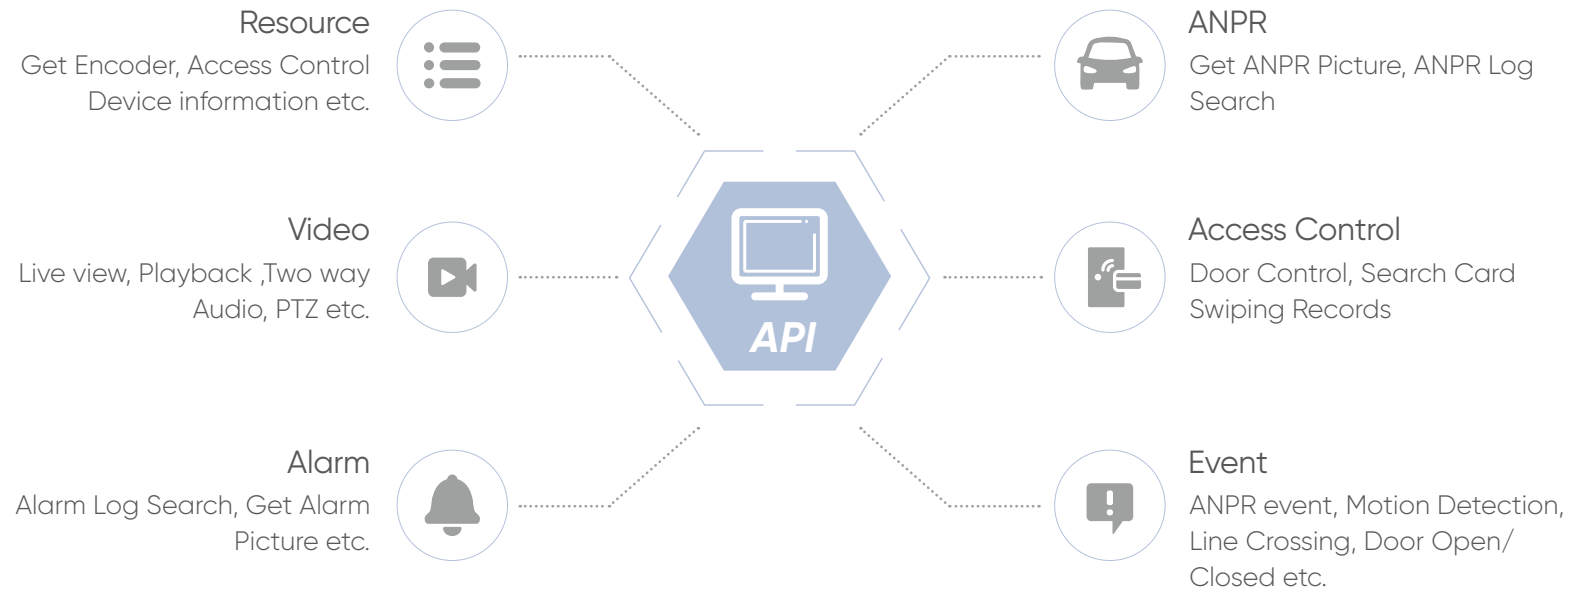 Resource
Get Encoder, Access Control
Device information etc.
Video
Live view, Playback ,Two way
Audio, PTZ etc.
Alarm
Alarm Log Search, Get Alarm
Picture etc.
API
ANPR
Get ANPR Picture, ANPR Log
Search
Access Control
Door Control, Search Card
Swiping Records
Event
ANPR event, Motion Detection,
Line Crossing, Door Open/
Closed etc.